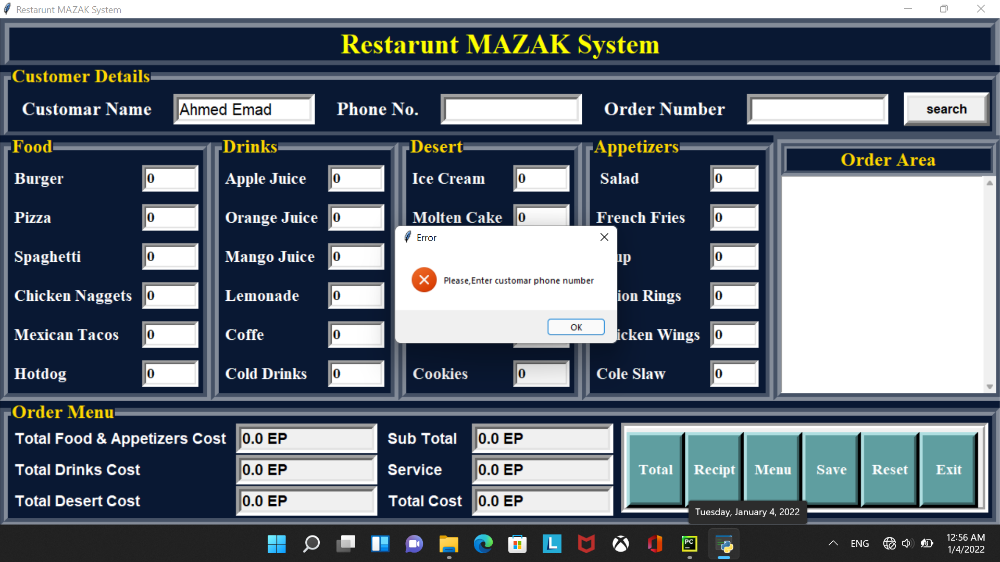 Restarunt MAZAK System
Restarunt MAZAK System
Customer Details
Customar Name Ahmed Emad Phone No. Order Number search
Food Drinks Desert Appetizers Order Area
Burger 0 Apple Juice 0 Ice Cream 0 Salad 0
Pizza 0 Orange Juice 0 Molten Cake 0 French Fries 0
Spaghetti 0 Mango Juice 0 up 0
Chicken Naggets 0 Lemonade 0 ion Rings 0
Mexican Tacos 0 Coffe 0 icken Wings 0
Hotdog 0 Cold Drinks 0 Cookies 0 Cole Slaw 0
Error
Please,Enter customar phone number
OK
Order Menu
Total Food & Appetizers Cost 0.0 EP Sub Total 0.0 EP
Total Drinks Cost 0.0 EP Service 0.0 EP
Total Desert Cost 0.0 EP Total Cost 0.0 EP
Total Recipt Menu Save Reset Exit
Tuesday, January 4, 2022
L PC ENG 12:56 AM
1/4/2022